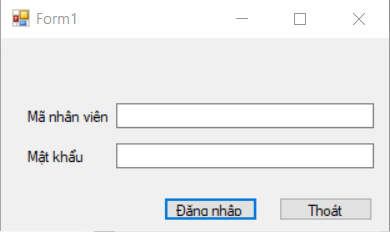 Form1
Mã nhân viên
Mật khẩu
Đăng nhập
Thoát